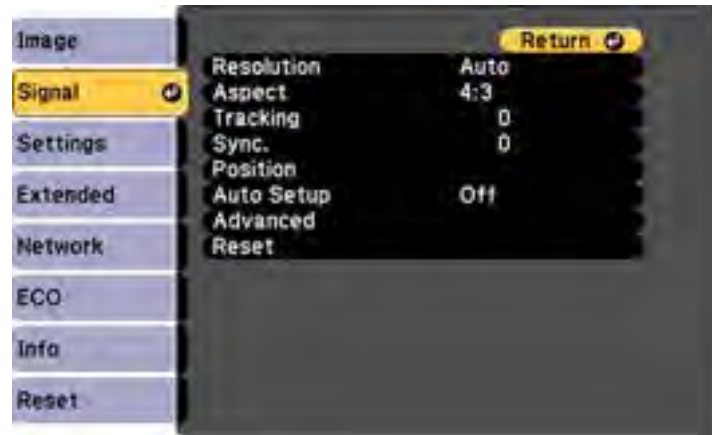 Image
Signal
Settings
Extended
Network
ECO
Info
Reset
Return
Resolution Auto
Aspect 4:3
Tracking 0
Sync. 0
Position
Auto Setup Off
Advanced
Reset